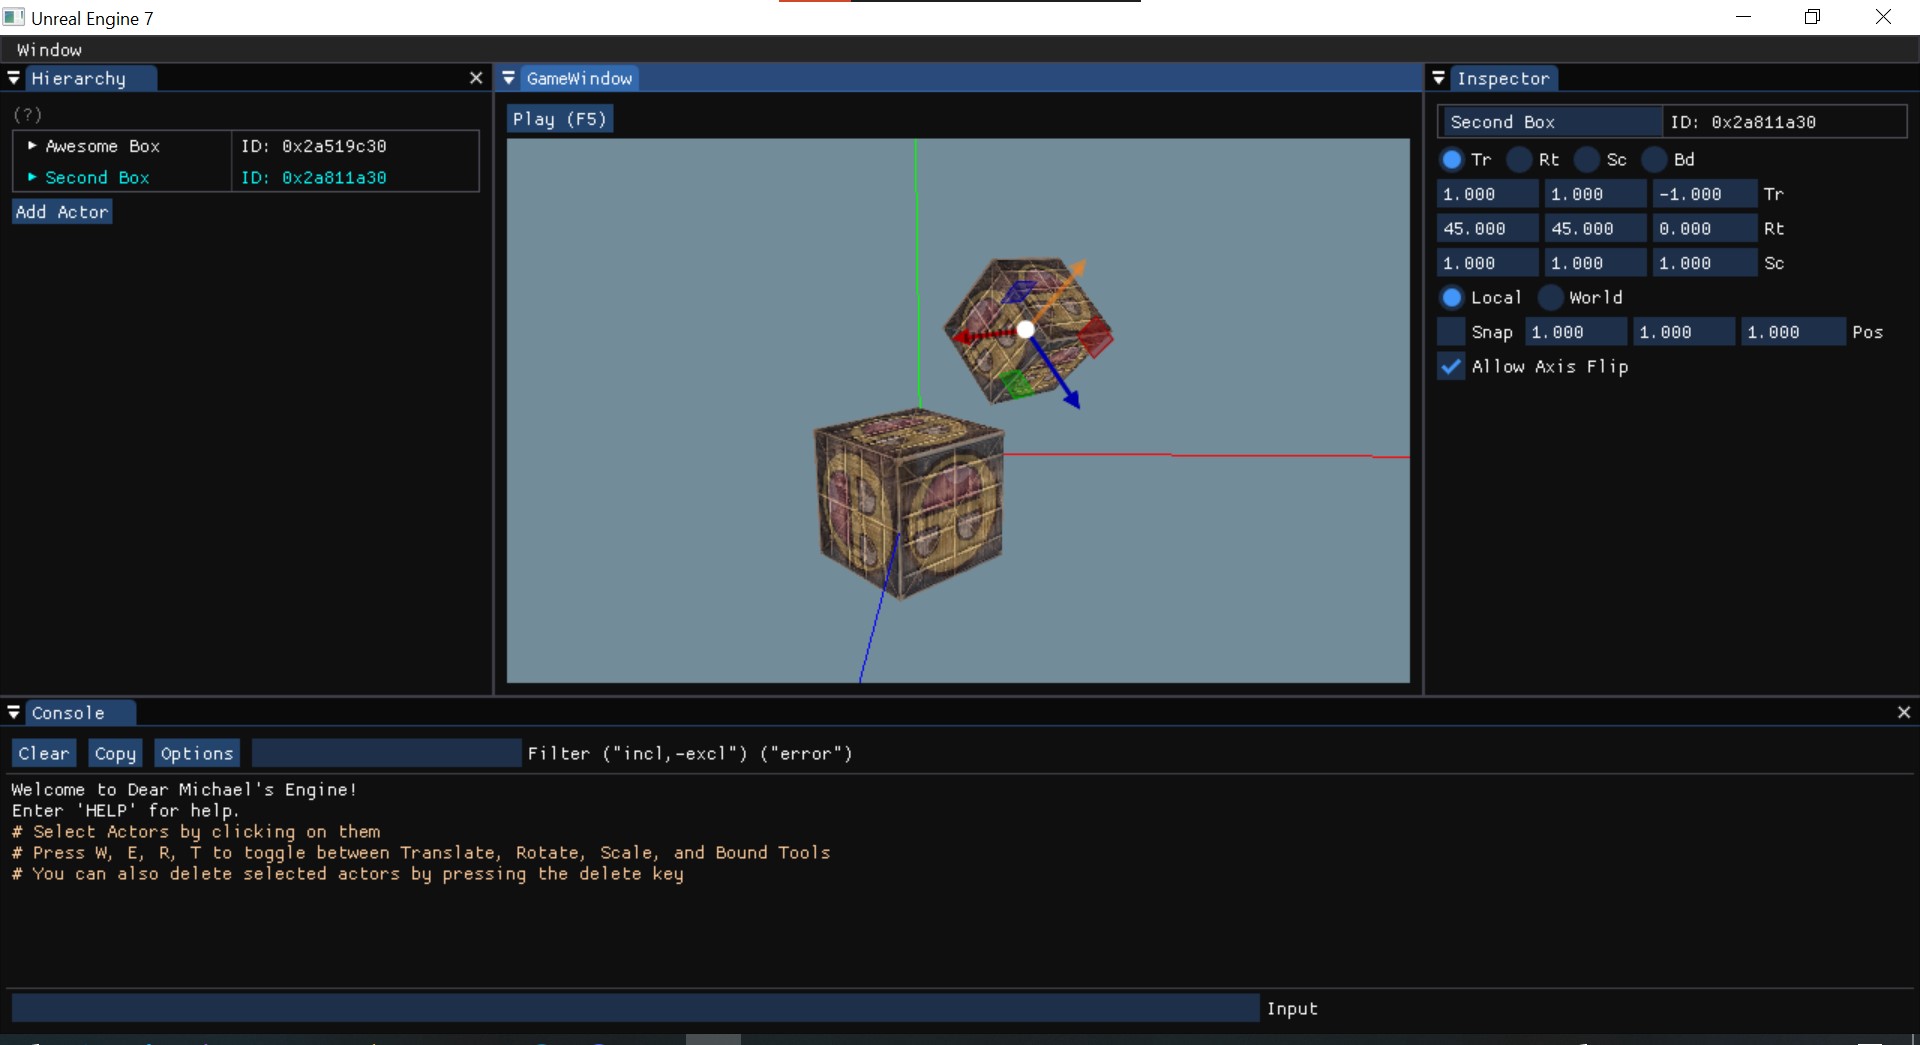 Unreal Engine 7
Window
Hierarchy
(?)
Awesome Box ID: 0x2a519c30
Second Box ID: 0x2a811a30
Add Actor
GameWindow
Play (F5)
Inspector
Second Box ID: 0x2a811a30
Tr Rt Sc Bd
1.000 1.000 -1.000 Tr
45.000 45.000 0.000 Rt
1.000 1.000 1.000 Sc
Local World
Snap 1.000 1.000 1.000 Pos
Allow Axis Flip
Console
Clear Copy Options Filter ("incl,-excl") ("error")
Welcome to Dear Michael's Engine!
Enter 'HELP' for help.
# Select Actors by clicking on them
# Press W, E, R, T to toggle between Translate, Rotate, Scale, and Bound Tools
# You can also delete selected actors by pressing the delete key
Input